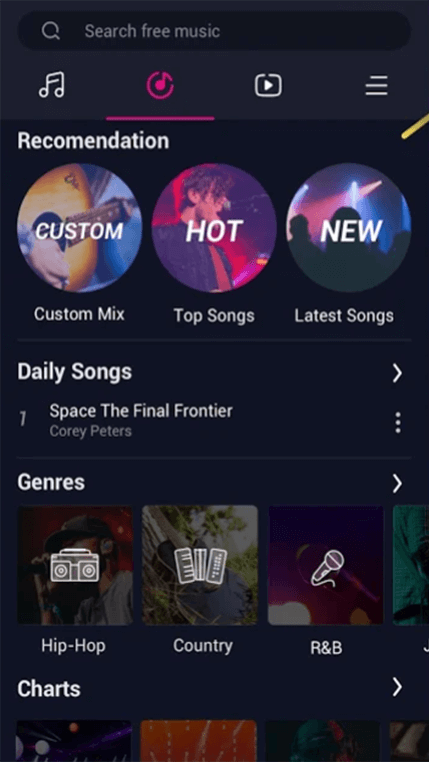 Search free music
Recomendation
CUSTOM
HOT
NEW
Custom Mix
Top Songs
Latest Songs
Daily Songs
1
Space The Final Frontier
Corey Peters
Genres
Hip-Hop
Country
R&B
Charts